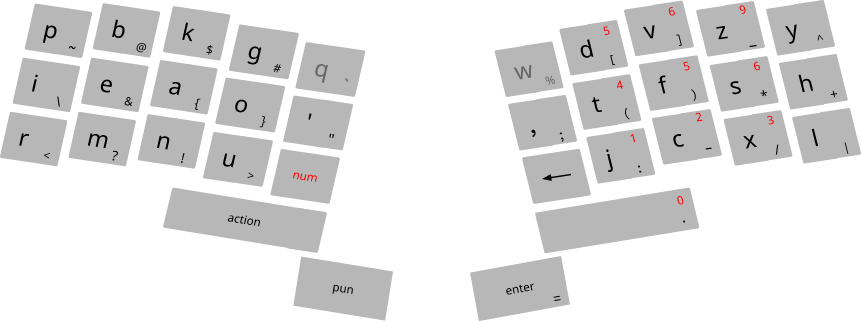 p ~ b @ k $ g # q ` w % d 5 [ v 6 ] z 9 _ y ^
i \ e & a { o } ' " , ; t 4 ( f 5 ) s 6 * h +
r < m ? n ! u > num ← j 1 : c 2 - x 3 / l |
action 0 .
pun enter =